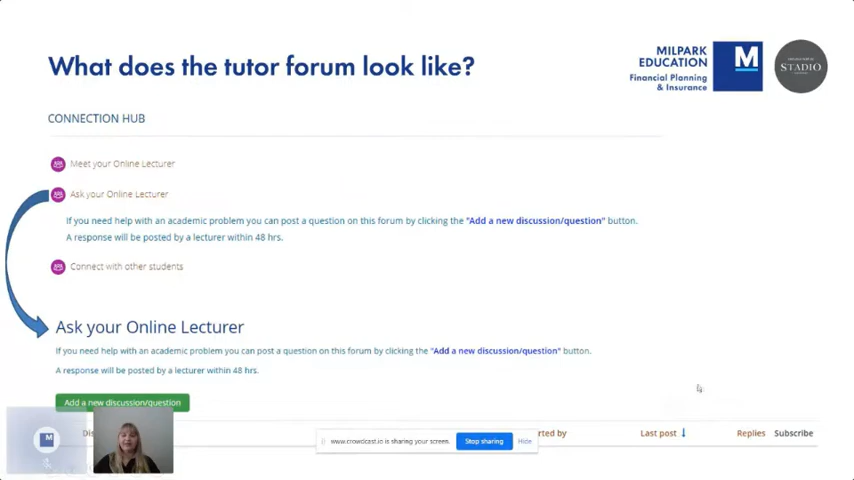 What does the tutor forum look like?
MILPARK
EDUCATION
Financial Planning
& Insurance
M
STADIO
CONNECTION HUB
Meet your Online Lecturer
Ask your Online Lecturer
If you need help with an academic problem you can post a question on this forum by clicking the "Add a new discussion/question" button.
A response will be posted by a lecturer within 48 hrs.
Connect with other students
Ask your Online Lecturer
If you need help with an academic problem you can post a question on this forum by clicking the "Add a new discussion/question" button.
A response will be posted by a lecturer within 48 hrs.
Add a new discussion/question
M
www.crowdcast.io is sharing your screen.
Stop sharing
Hide
Last post
Replies
Subscribe